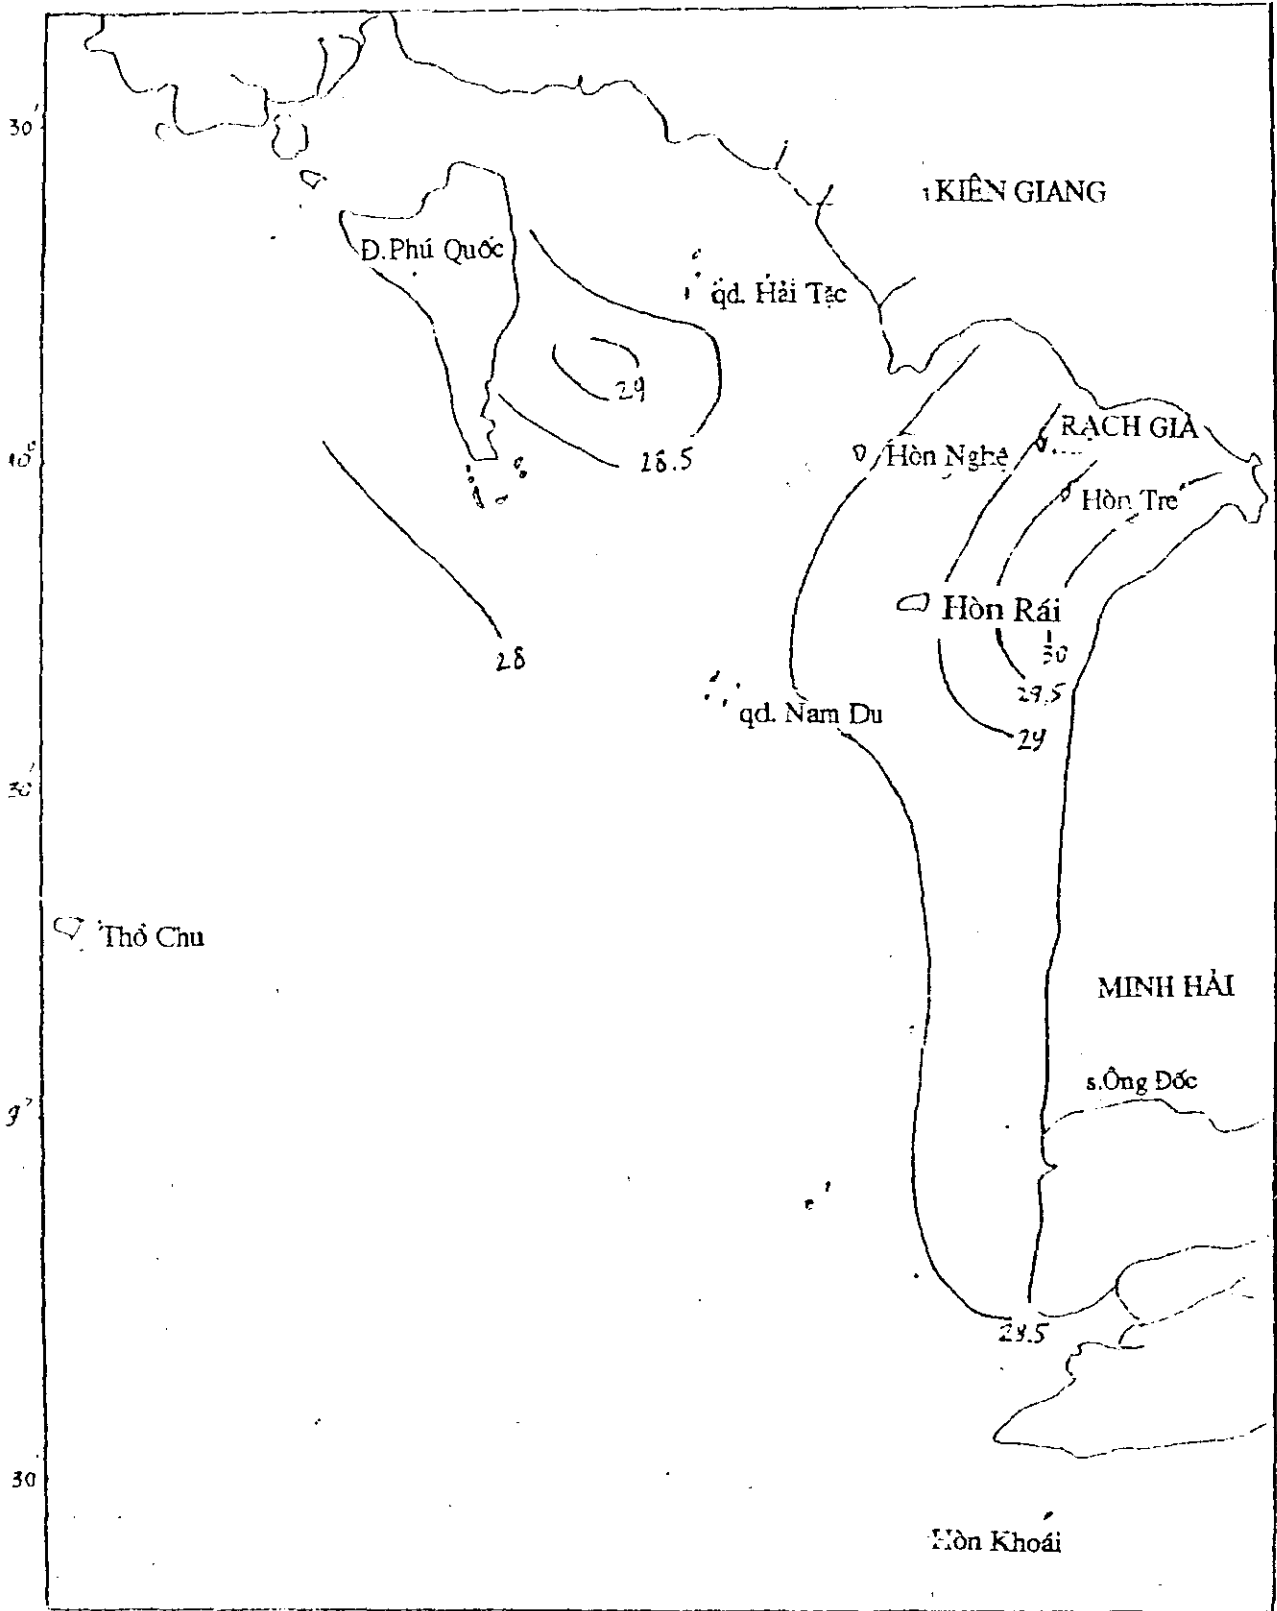 30'
KIÊN GIANG
Đ.Phú Quốc
qd. Hải Tặc
29
RẠCH GIÁ
10°
28.5
Hòn Nghệ
Hòn Tre
Hòn Rái
28
30
29.5
qd. Nam Du
29
30'
Thổ Chu
MINH HẢI
s.Ông Đốc
9°
28.5
30
Hòn Khoái